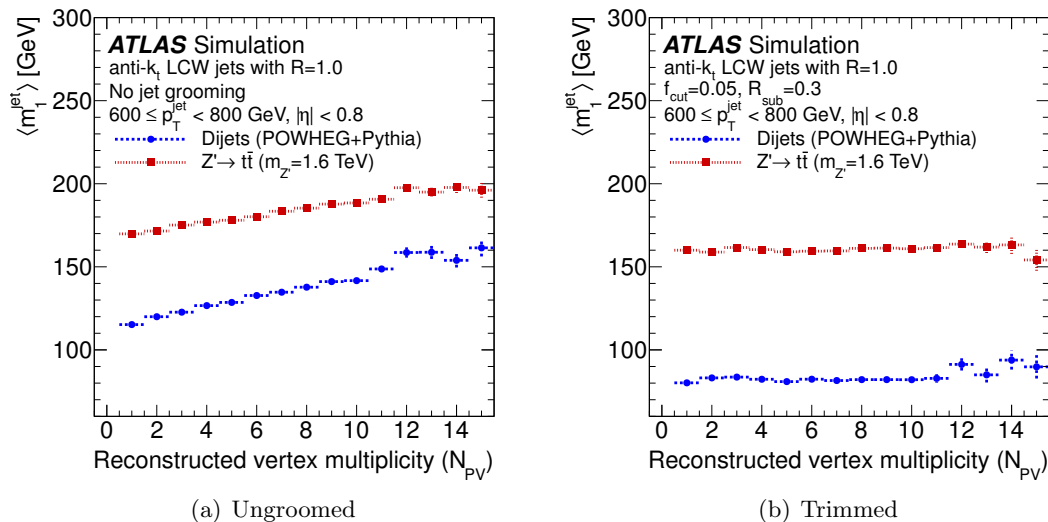 300
250
200
150
100
⟨m₁^jet⟩ [GeV]
ATLAS Simulation
anti-k_t LCW jets with R=1.0
No jet grooming
600 ≤ p_T^jet < 800 GeV, |η| < 0.8
Dijets (POWHEG+Pythia)
Z'→ tt̄ (m_Z'=1.6 TeV)
0 2 4 6 8 10 12 14
Reconstructed vertex multiplicity (N_PV)
(a) Ungroomed
300
250
200
150
100
⟨m₁^jet⟩ [GeV]
ATLAS Simulation
anti-k_t LCW jets with R=1.0
f_cut=0.05, R_sub=0.3
600 ≤ p_T^jet < 800 GeV, |η| < 0.8
Dijets (POWHEG+Pythia)
Z'→ tt̄ (m_Z'=1.6 TeV)
0 2 4 6 8 10 12 14
Reconstructed vertex multiplicity (N_PV)
(b) Trimmed